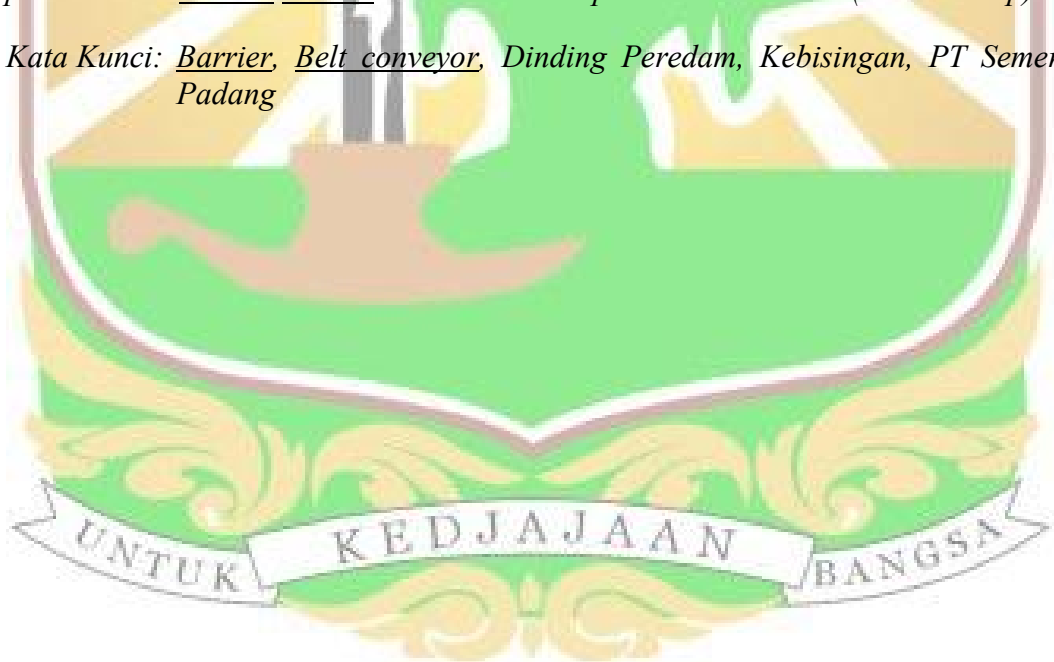 Kata Kunci: Barrier, Belt conveyor, Dinding Peredam, Kebisingan, PT Semen
Padang
UNTUK KEDJAJAAN BANGSA